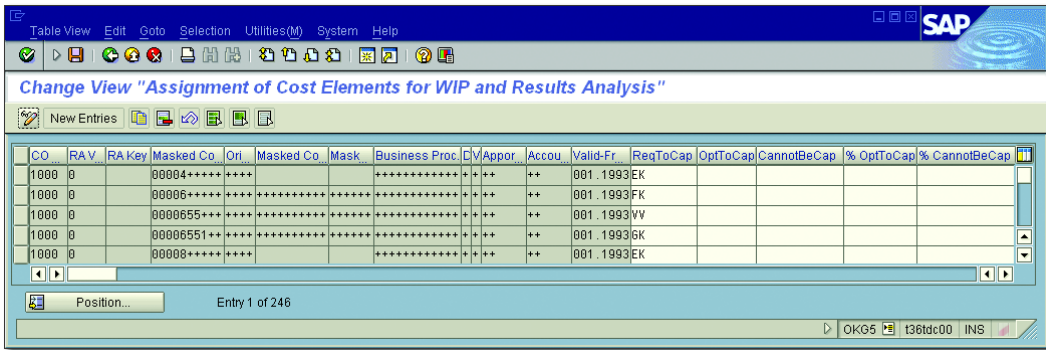 Table View Edit Goto Selection Utilities(M) System Help
SAP
Change View "Assignment of Cost Elements for WIP and Results Analysis"
New Entries
CO... RA V... RA Key Masked Co... Ori... Masked Co... Mask... Business Proc. D V Appor... Accou... Valid-Fr... ReqToCap OptToCap CannotBeCap % OptToCap % CannotBeCap
1000 0 00004+++++ ++++ ++++++++++++ + + ++ ++ 001.1993 EK
1000 0 00006+++++ ++++ ++++++++++ ++++++ ++++++++++++ + + ++ ++ 001.1993 FK
1000 0 0000655+++ ++++ ++++++++++ ++++++ ++++++++++++ + + ++ ++ 001.1993 VV
1000 0 00006551++ ++++ ++++++++++ ++++++ ++++++++++++ + + ++ ++ 001.1993 GK
1000 0 00008+++++ ++++ ++++++++++++ + + ++ ++ 001.1993 EK
Position... Entry 1 of 246
OKG5 t36tdc00 INS